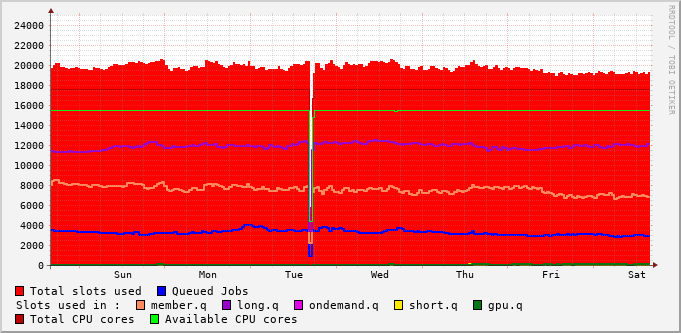 RRDTOOL / TOBI OETIKER
24000
22000
20000
18000
16000
14000
12000
10000
8000
6000
4000
2000
0
Sun Mon Tue Wed Thu Fri Sat
Total slots used Queued Jobs
Slots used in : member.q long.q ondemand.q short.q gpu.q
Total CPU cores Available CPU cores